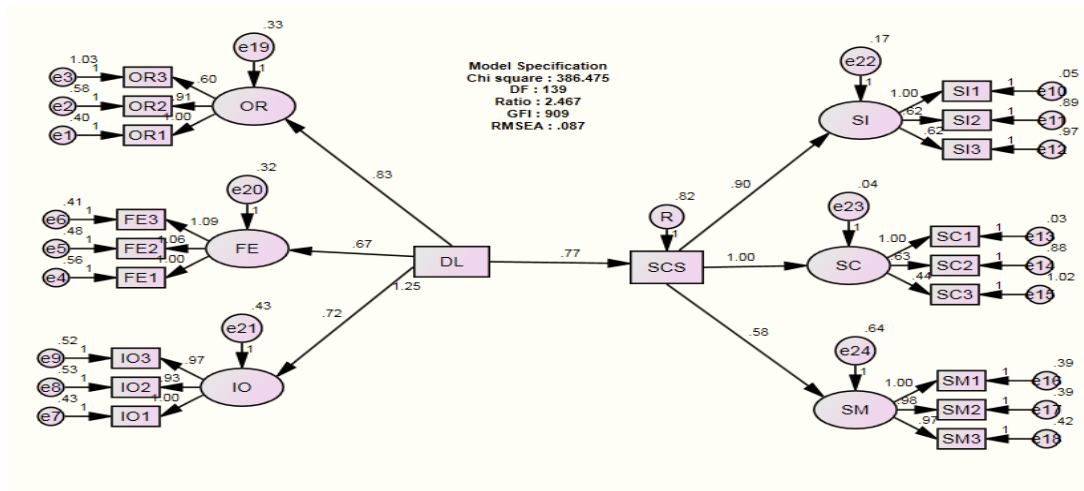 Model Specification
Chi square : 386.475
DF : 139
Ratio : 2.467
GFI : 909
RMSEA : .087
.33
e19
1
1.03
e3
1
OR3
.60
.58
e2
1
OR2
.91
OR
.40
e1
1
OR1
1.00
.83
.32
e20
1
.41
e6
1
FE3
1.09
.48
e5
1
FE2
1.06
FE
.56
e4
1
FE1
1.00
.67
.43
e21
1
.52
e9
1
IO3
.97
.53
e8
1
IO2
.93
IO
.43
e7
1
IO1
1.00
.72
DL
1.25
.77
.82
R
1
SCS
.17
e22
1
.90
SI
1.00
SI1
1
.05
e10
.62
SI2
1
.89
e11
.62
SI3
1
.97
e12
.04
e23
1
1.00
SC
1.00
SC1
1
.03
e13
.63
SC2
1
.88
e14
.44
SC3
1
1.02
e15
.64
e24
1
.58
SM
1.00
SM1
1
.39
e16
.98
SM2
1
.39
e17
.97
SM3
1
.42
e18